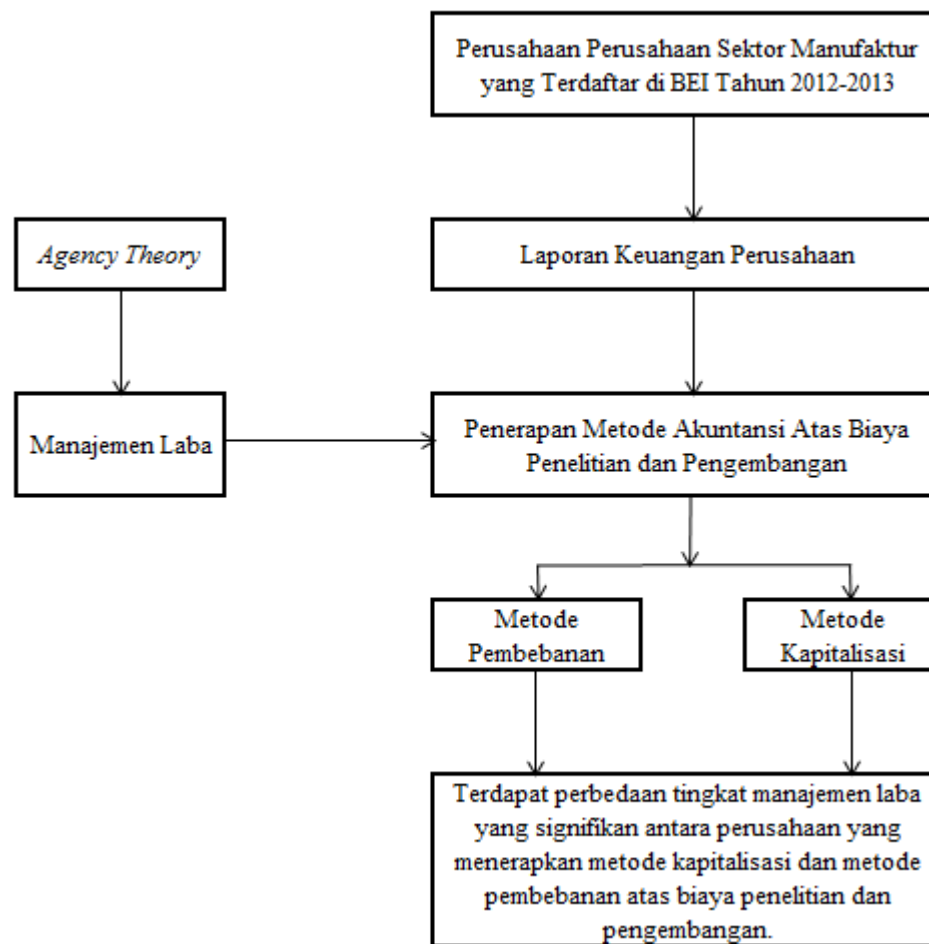 Perusahaan Perusahaan Sektor Manufaktur
yang Terdaftar di BEI Tahun 2012-2013
Agency Theory
Laporan Keuangan Perusahaan
Manajemen Laba
Penerapan Metode Akuntansi Atas Biaya
Penelitian dan Pengembangan
Metode
Pembebanan
Metode
Kapitalisasi
Terdapat perbedaan tingkat manajemen laba
yang signifikan antara perusahaan yang
menerapkan metode kapitalisasi dan metode
pembebanan atas biaya penelitian dan
pengembangan.